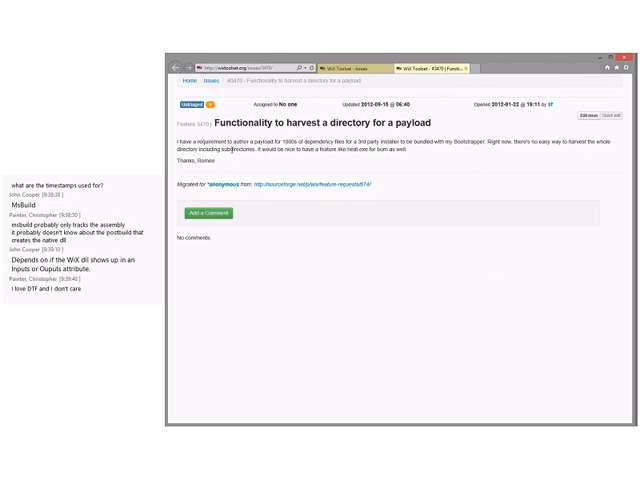 http://wixtoolset.org/issues/3470/
WiX Toolset - Issues
WiX Toolset - #3470 | Functi...
Home Issues #3470 - Functionality to harvest a directory for a payload
Untriaged Assigned to No one Updated 2012-09-16 @ 06:40 Opened 2012-01-22 @ 19:11 by sf
Edit issue Quick edit
Feature 3470 | Functionality to harvest a directory for a payload
I have a requirement to author a payload for 1000s of dependency files for a 3rd party installer to be bundled with my Bootstrapper. Right now, there's no easy way to harvest the whole
directory including subdirectories. It would be nice to have a feature like heat exe for burn as well.
Thanks, Romeo
Migrated for *anonymous from: http://sourceforge.net/p/wix/feature-requests/674/
Add a Comment
No comments.
what are the timestamps used for?
John Cooper [9:38:38 ]
MsBuild
Painter, Christopher [9:38:50 ]
msbuild probably only tracks the assembly
it probably doesn't know about the postbuild that
creates the native dll
John Cooper [9:39:10 ]
Depends on if the WiX dll shows up in an
Inputs or Ouputs attribute.
Painter, Christopher [9:39:40 ]
I love DTF and I don't care